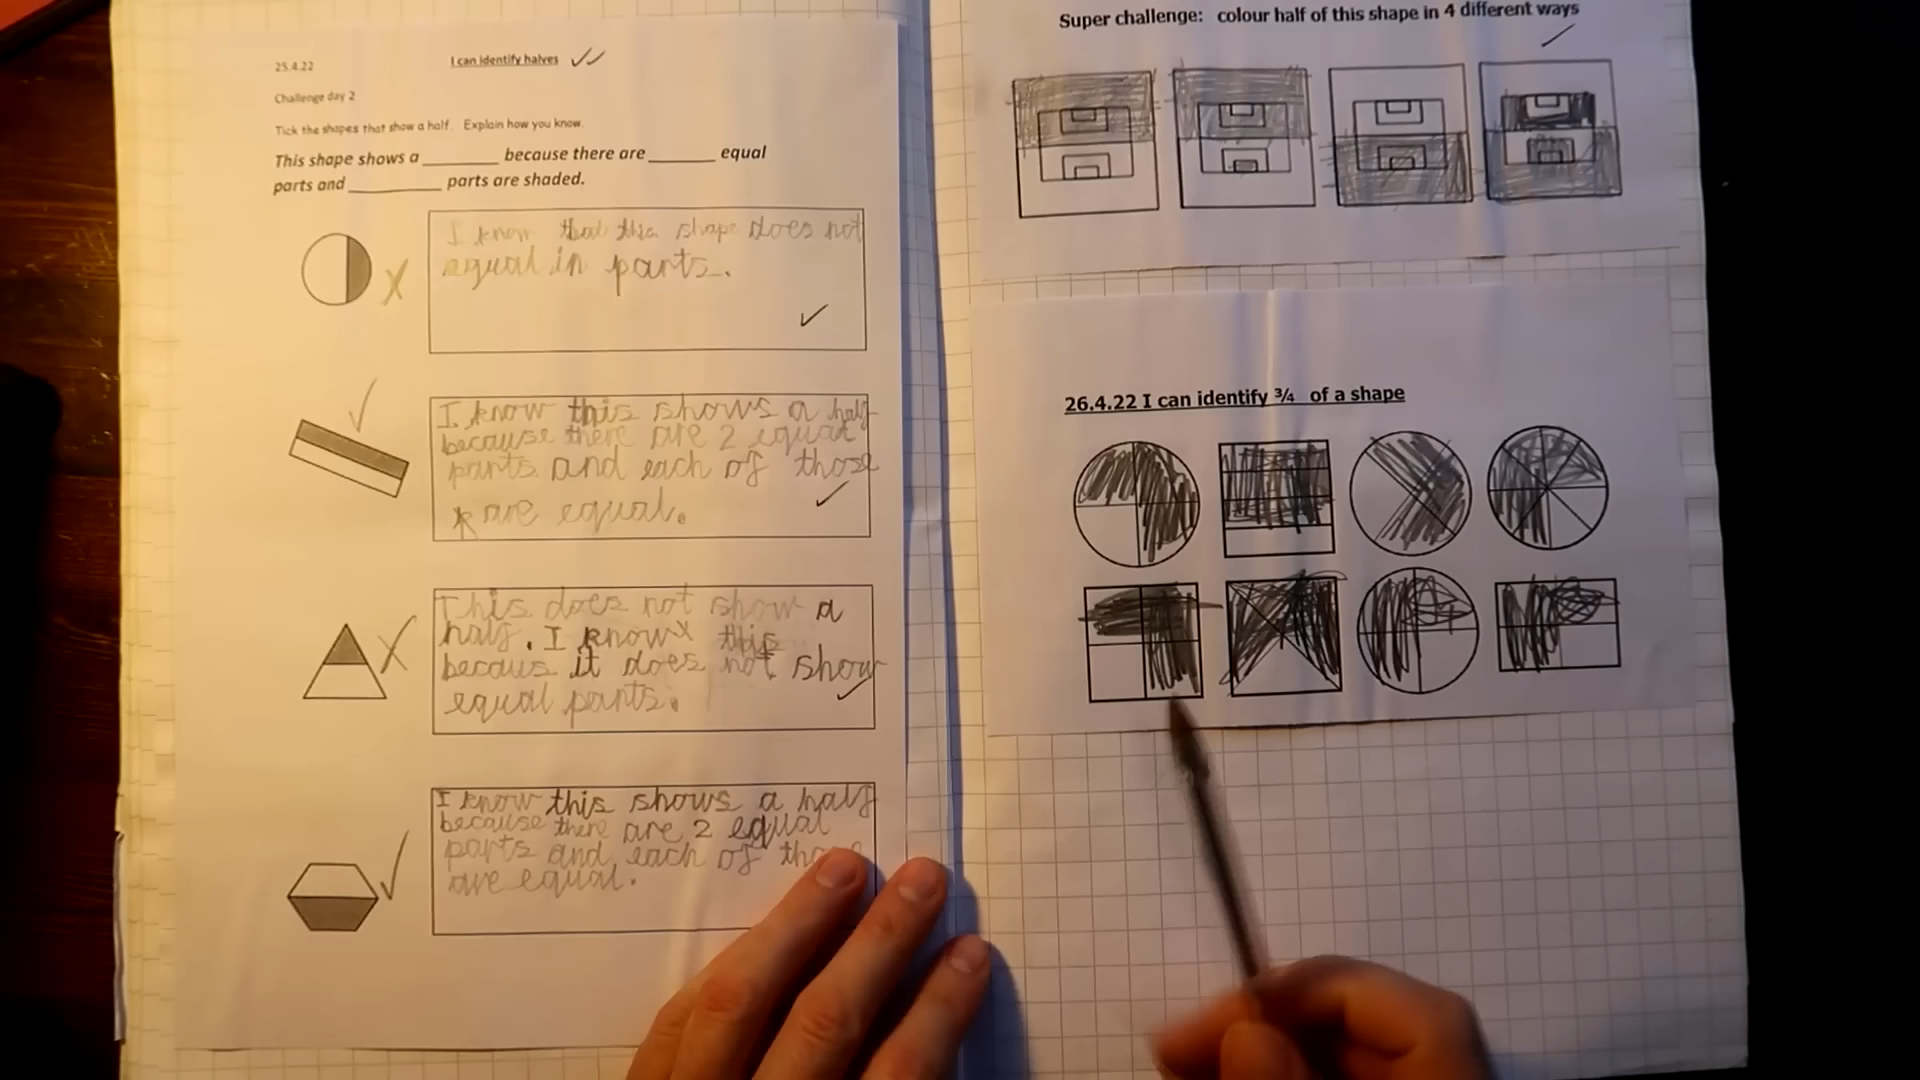 25.4.22 I can identify halves
Challenge day 2
Tick the shapes that show a half. Explain how you know.
This shape shows a ________ because there are ________ equal
parts and __________ parts are shaded.
I know that this shape does not
equal in parts.
I know this shows a half
because there are 2 equal
parts and each of those
are equal.
This does not show a
half. I know this
becaus it does not show
equal parts.
I know this shows a half
because there are 2 equal
parts and each of
are equal.
Super challenge: colour half of this shape in 4 different ways
26.4.22 I can identify ¾ of a shape